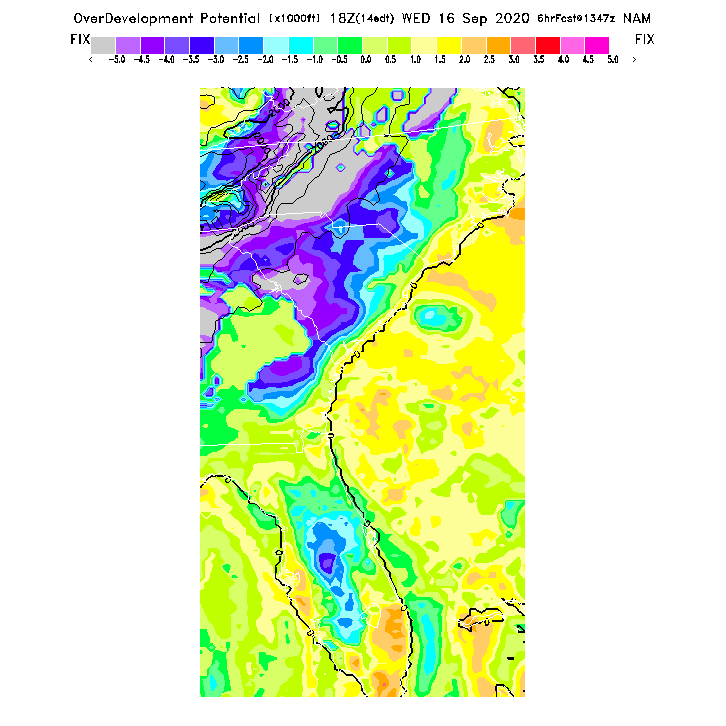 OverDevelopment Potential [x1000ft] 18Z(14edt) WED 16 Sep 2020 6hrFcst@1347z NAM
FIX FIX
< -5.0 -4.5 -4.0 -3.5 -3.0 -2.5 -2.0 -1.5 -1.0 -0.5 0.0 0.5 1.0 1.5 2.0 2.5 3.0 3.5 4.0 4.5 5.0 >